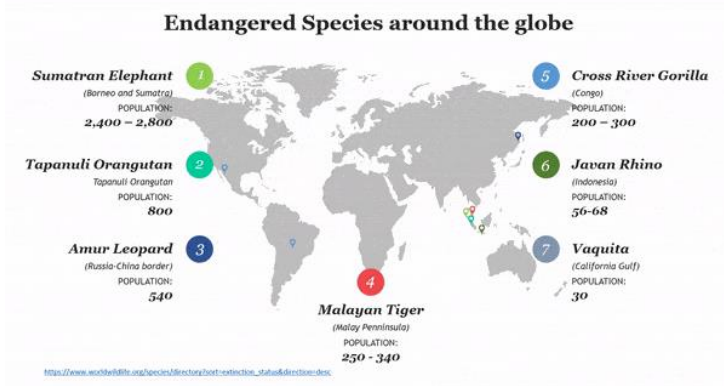 Endangered Species around the globe
1
Sumatran Elephant
(Borneo and Sumatra)
POPULATION:
2,400 – 2,800
2
Tapanuli Orangutan
Tapanuli Orangutan
POPULATION:
800
3
Amur Leopard
(Russia-China border)
POPULATION:
540
4
Malayan Tiger
(Malay Penninsula)
POPULATION:
250 - 340
5
Cross River Gorilla
(Congo)
POPULATION:
200 – 300
6
Javan Rhino
(Indonesia)
POPULATION:
56-68
7
Vaquita
(California Gulf)
POPULATION:
30
https://www.worldwildlife.org/species/directory?sort=extinction_status&direction=desc